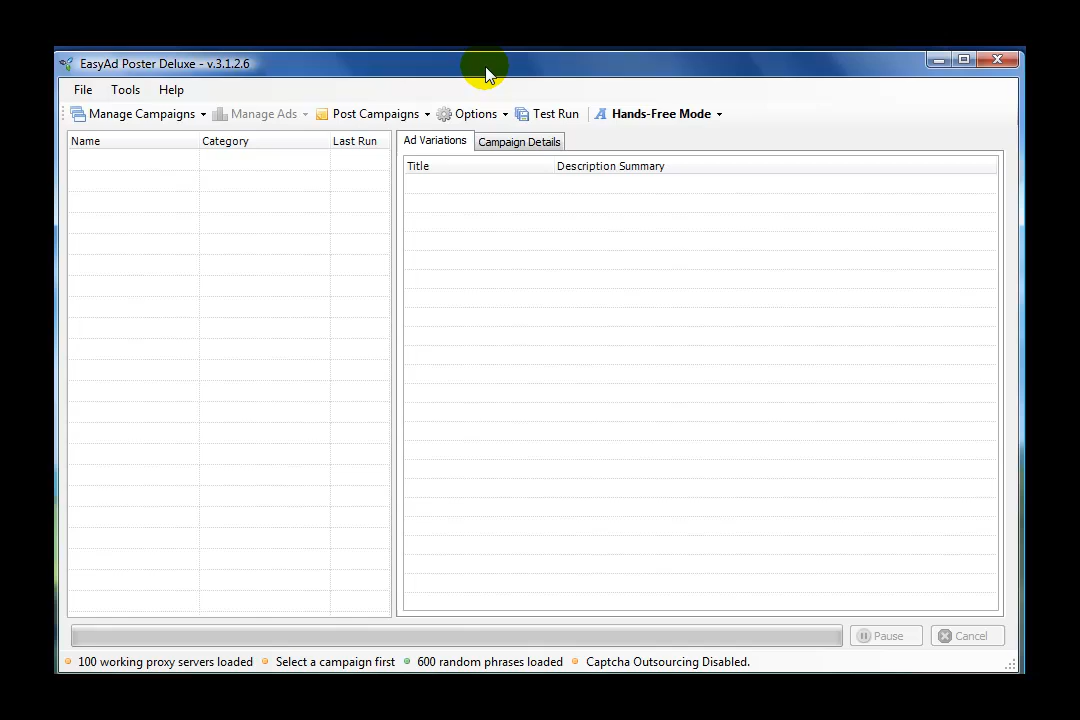 EasyAd Poster Deluxe - v.3.1.2.6
File Tools Help
Manage Campaigns Manage Ads Post Campaigns Options Test Run A Hands-Free Mode
Name Category Last Run Ad Variations Campaign Details
Title Description Summary
Pause Cancel
100 working proxy servers loaded Select a campaign first 600 random phrases loaded Captcha Outsourcing Disabled.